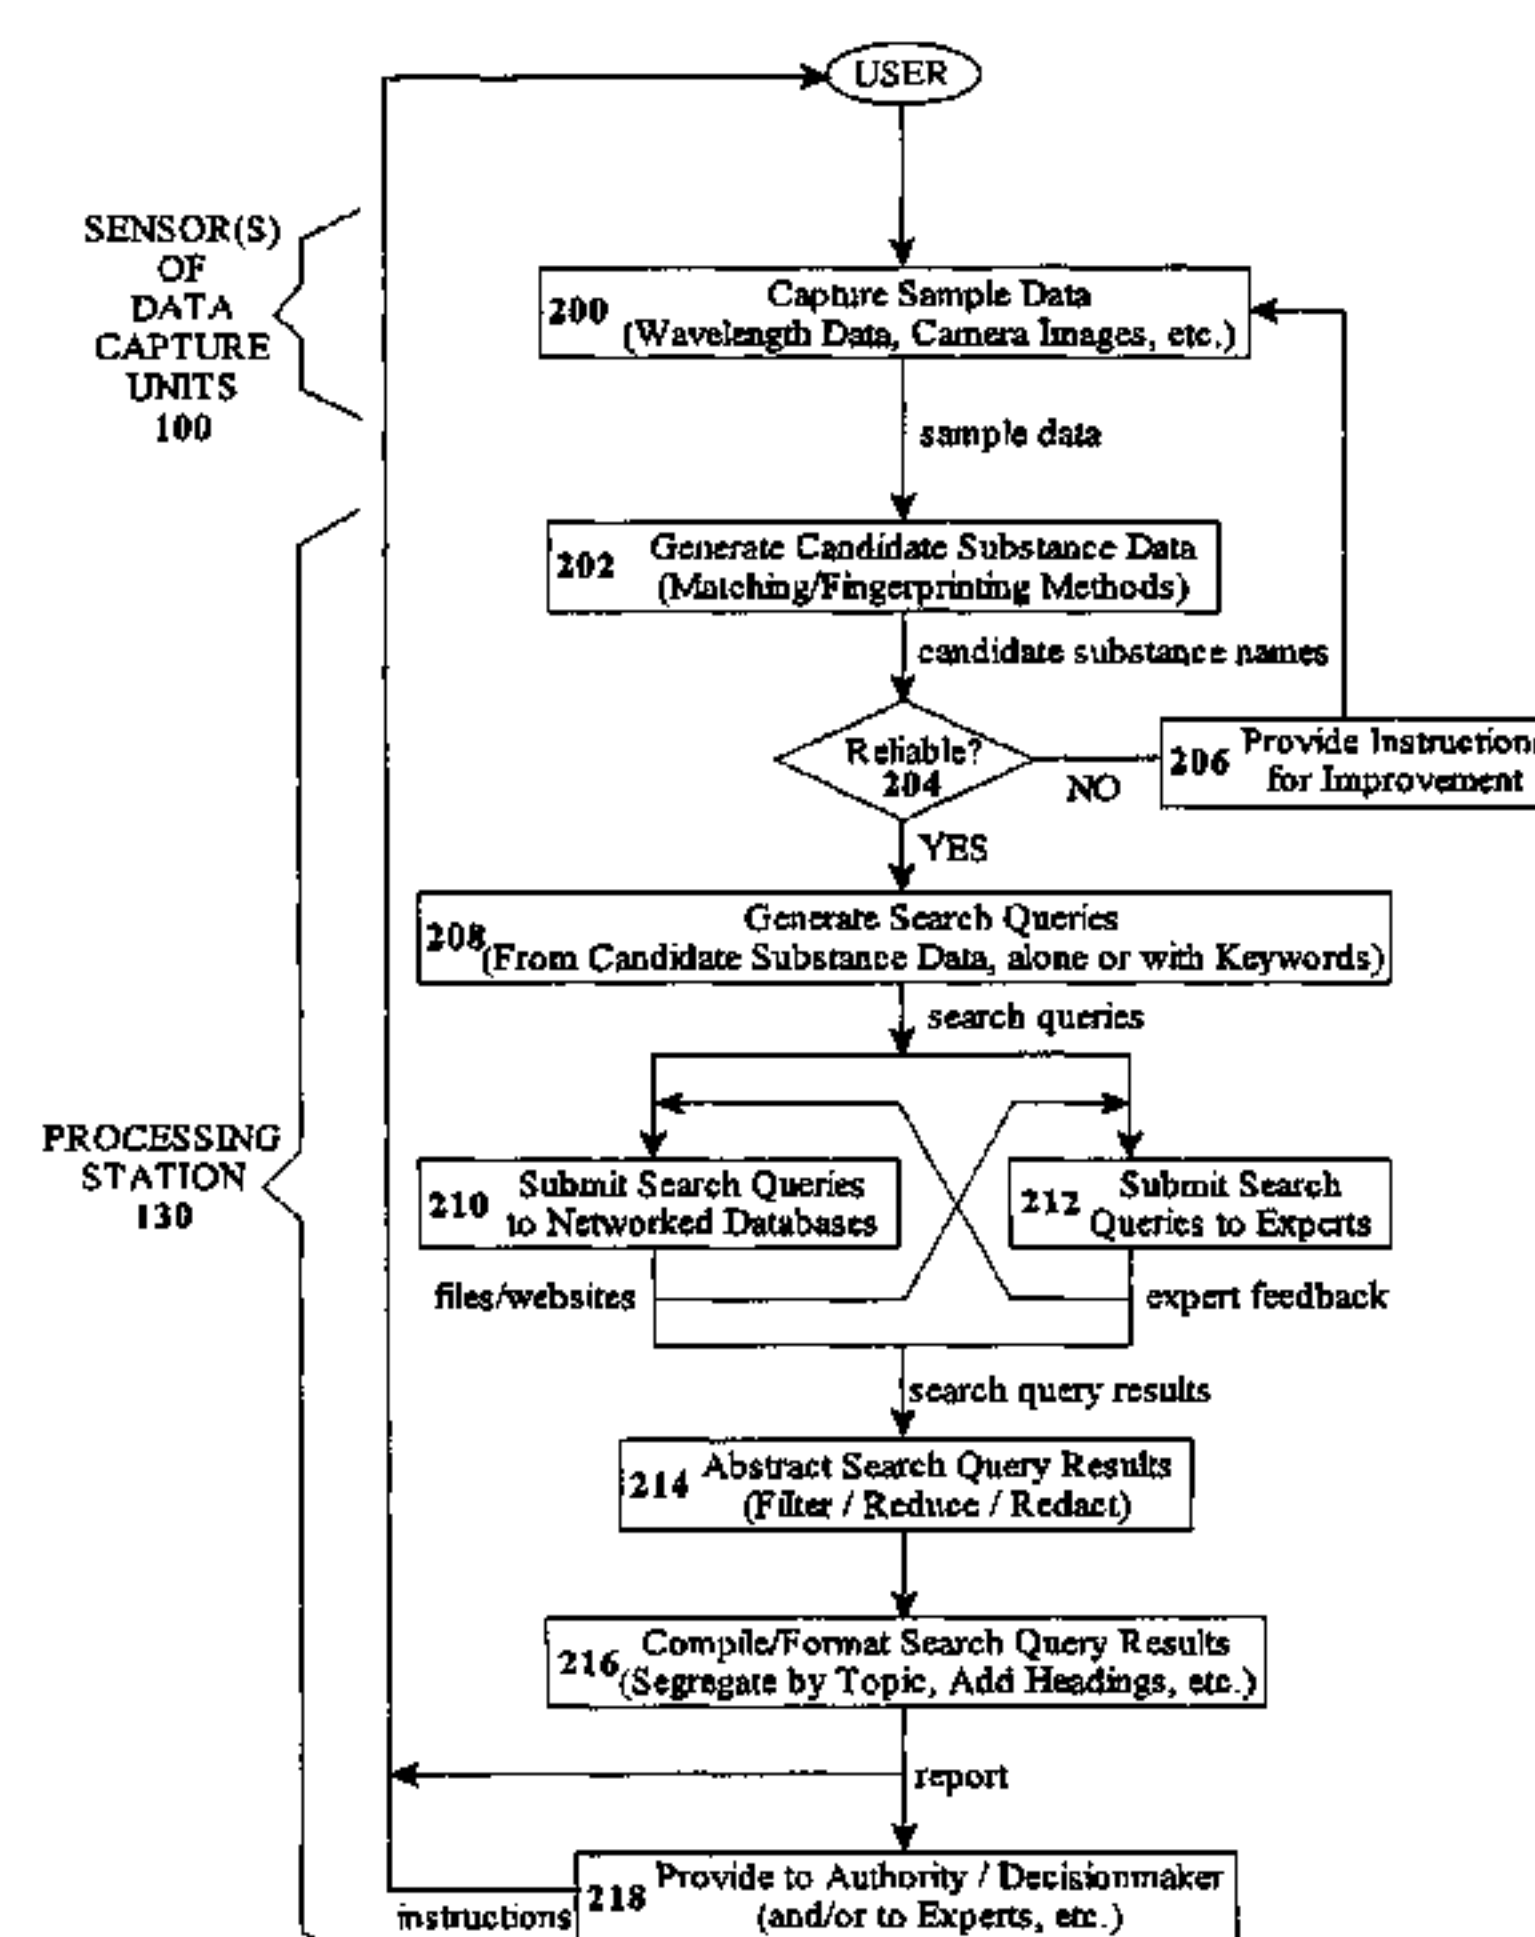 USER
SENSOR(S)
OF
DATA
CAPTURE
UNITS
100
200
Capture Sample Data
(Wavelength Data, Camera Images, etc.)
sample data
202
Generate Candidate Substance Data
(Matching/Fingerprinting Methods)
candidate substance names
Reliable?
204
NO
206
Provide Instructions
for Improvement
YES
208
Generate Search Queries
(From Candidate Substance Data, alone or with Keywords)
search queries
PROCESSING
STATION
130
210
Submit Search Queries
to Networked Databases
212
Submit Search
Queries to Experts
files/websites
expert feedback
search query results
214
Abstract Search Query Results
(Filter / Reduce / Redact)
216
Compile/Format Search Query Results
(Segregate by Topic, Add Headings, etc.)
report
218
Provide to Authority / Decisionmaker
(and/or to Experts, etc.)
instructions